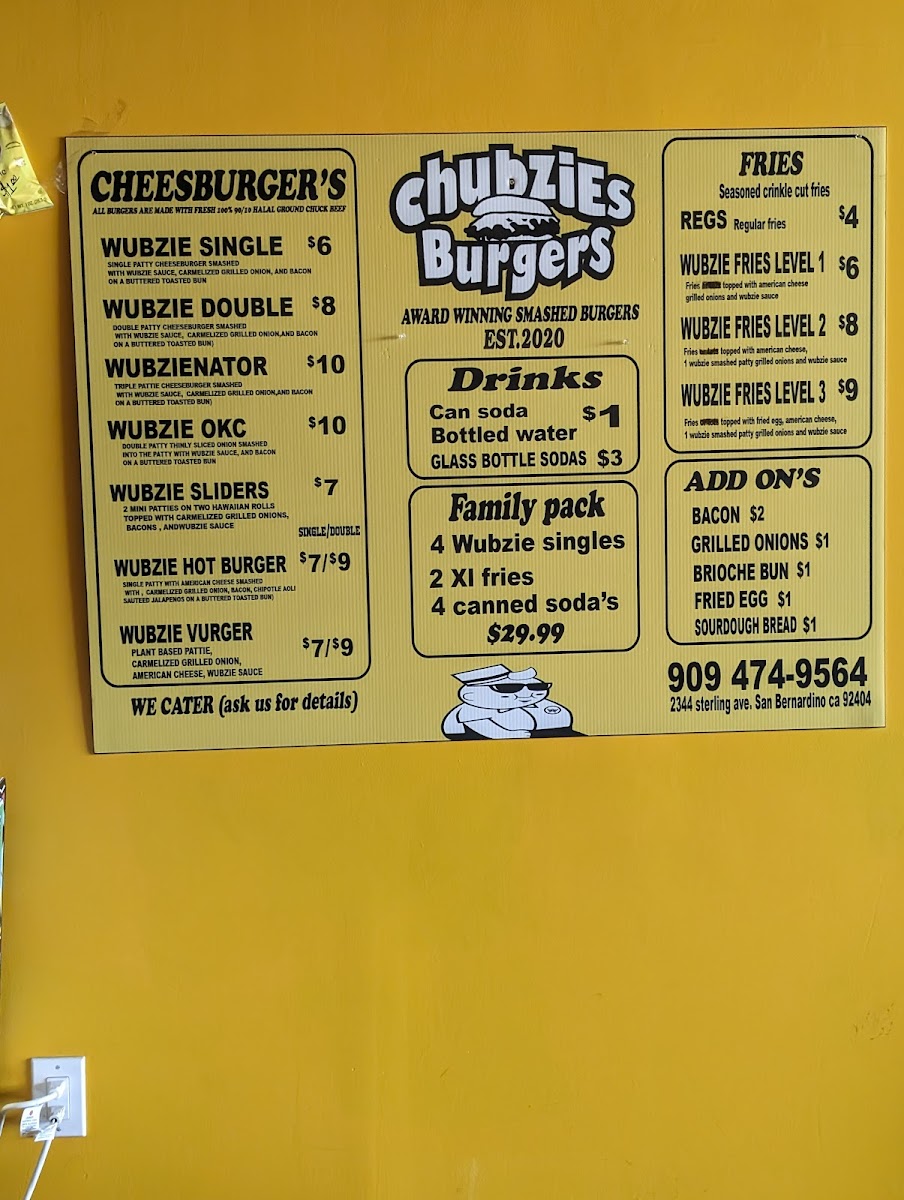 $1.00
CHEESBURGER'S
ALL BURGERS ARE MADE WITH FRESH 100% 90/10 HALAL GROUND CHUCK BEEF
WUBZIE SINGLE $6
SINGLE PATTY CHEESEBURGER SMASHED
WITH WUBZIE SAUCE, CARMELIZED GRILLED ONION, AND BACON
ON A BUTTERED TOASTED BUN
WUBZIE DOUBLE $8
DOUBLE PATTY CHEESEBURGER SMASHED
WITH WUBZIE SAUCE, CARMELIZED GRILLED ONION,AND BACON
ON A BUTTERED TOASTED BUN)
WUBZIENATOR $10
TRIPLE PATTIE CHEESEBURGER SMASHED
WITH WUBZIE SAUCE, CARMELIZED GRILLED ONION,AND BACON
ON A BUTTERED TOASTED BUN)
WUBZIE OKC $10
DOUBLE PATTY THINLY SLICED ONION SMASHED
INTO THE PATTY WITH WUBZIE SAUCE, AND BACON
ON A BUTTERED TOASTED BUN
WUBZIE SLIDERS $7
2 MINI PATTIES ON TWO HAWAIIAN ROLLS
TOPPED WITH CARMELIZED GRILLED ONIONS,
BACONS , ANDWUBZIE SAUCE
SINGLE/DOUBLE
WUBZIE HOT BURGER $7/$9
SINGLE PATTY WITH AMERICAN CHEESE SMASHED
WITH , CARMELIZED GRILLED ONION, BACON, CHIPOTLE AOLI
SAUTEED JALAPENOS ON A BUTTERED TOASTED BUN)
WUBZIE VURGER $7/$9
PLANT BASED PATTIE,
CARMELIZED GRILLED ONION,
AMERICAN CHEESE, WUBZIE SAUCE
WE CATER (ask us for details)
chubziEs
BurgerS
AWARD WINNING SMASHED BURGERS
EST.2020
Drinks
Can soda $1
Bottled water
GLASS BOTTLE SODAS $3
Family pack
4 Wubzie singles
2 Xl fries
4 canned soda's
$29.99
FRIES
Seasoned crinkle cut fries
REGS Regular fries $4
WUBZIE FRIES LEVEL 1 $6
Fries topped with american cheese
grilled onions and wubzie sauce
WUBZIE FRIES LEVEL 2 $8
Fries topped with american cheese,
1 wubzie smashed patty grilled onions and wubzie sauce
WUBZIE FRIES LEVEL 3 $9
Fries topped with fried egg, american cheese,
1 wubzie smashed patty grilled onions and wubzie sauce
ADD ON'S
BACON $2
GRILLED ONIONS $1
BRIOCHE BUN $1
FRIED EGG $1
SOURDOUGH BREAD $1
909 474-9564
2344 sterling ave. San Bernardino ca 92404